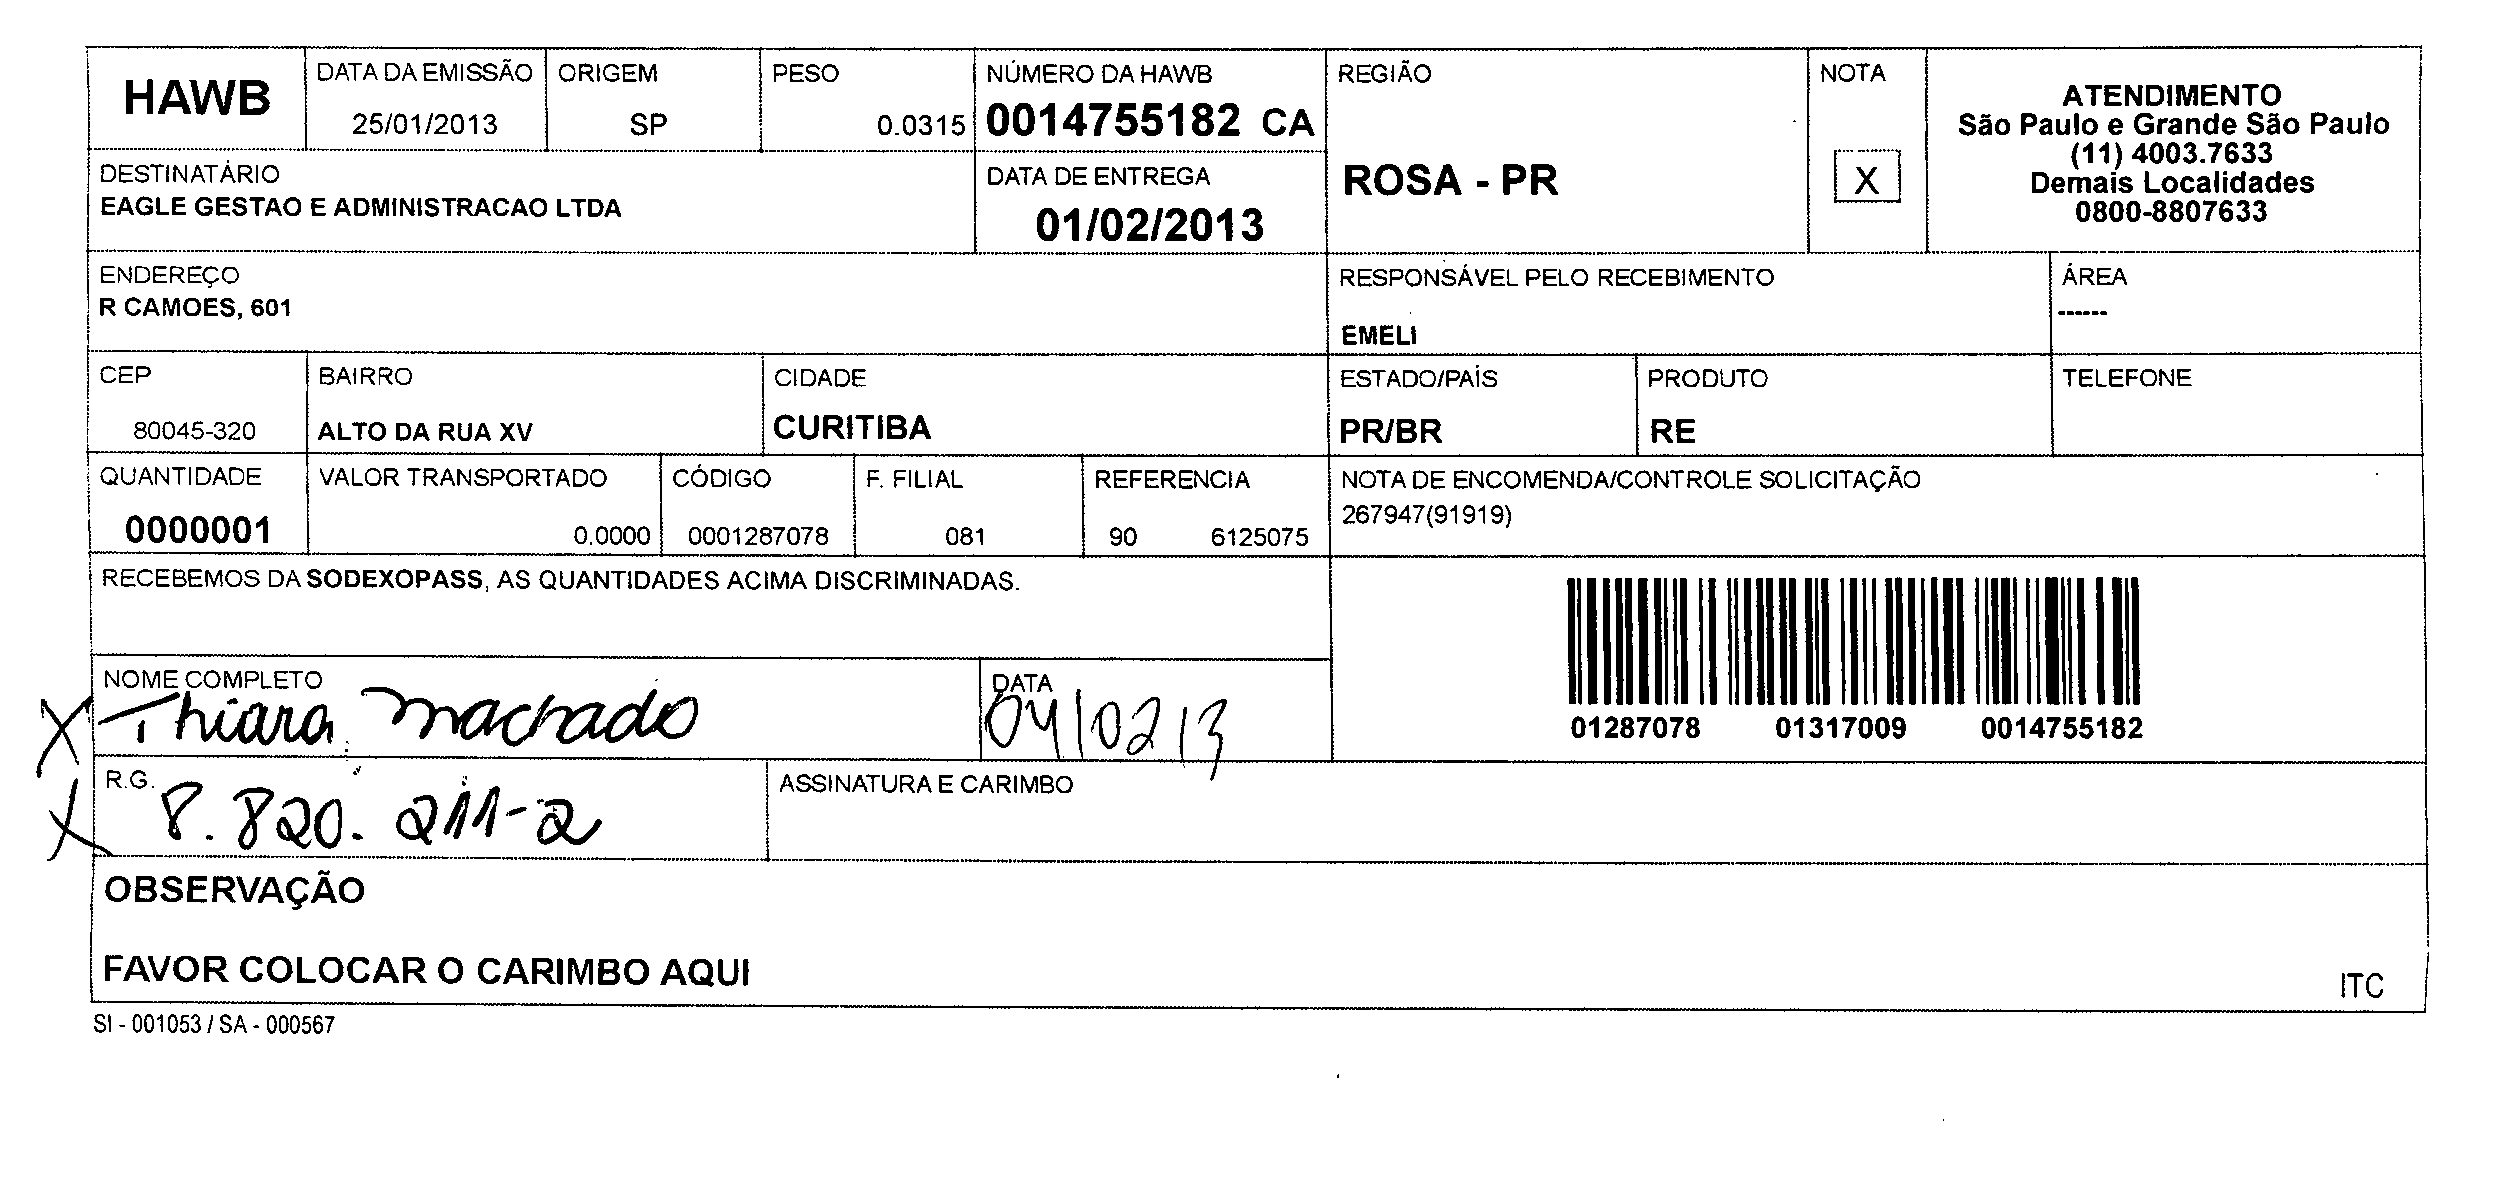 HAWB
DATA DA EMISSÃO
25/01/2013
ORIGEM
SP
PESO
0.0315
NÚMERO DA HAWB
0014755182 CA
REGIÃO
ROSA - PR
NOTA
X
ATENDIMENTO
São Paulo e Grande São Paulo
(11) 4003.7633
Demais Localidades
0800-8807633
DESTINATÁRIO
EAGLE GESTAO E ADMINISTRACAO LTDA
DATA DE ENTREGA
01/02/2013
ENDEREÇO
R CAMOES, 601
RESPONSÁVEL PELO RECEBIMENTO
EMELI
ÁREA
------
CEP
80045-320
BAIRRO
ALTO DA RUA XV
CIDADE
CURITIBA
ESTADO/PAÍS
PR/BR
PRODUTO
RE
TELEFONE
QUANTIDADE
0000001
VALOR TRANSPORTADO
0.0000
CÓDIGO
0001287078
F. FILIAL
081
REFERENCIA
90 6125075
NOTA DE ENCOMENDA/CONTROLE SOLICITAÇÃO
267947(91919)
RECEBEMOS DA SODEXOPASS, AS QUANTIDADES ACIMA DISCRIMINADAS.
01287078 01317009 0014755182
NOME COMPLETO
X Thiara Machado
DATA
04/02/13
R.G.
X 8.820.211-2
ASSINATURA E CARIMBO
OBSERVAÇÃO
FAVOR COLOCAR O CARIMBO AQUI
ITC
SI - 001053 / SA - 000567